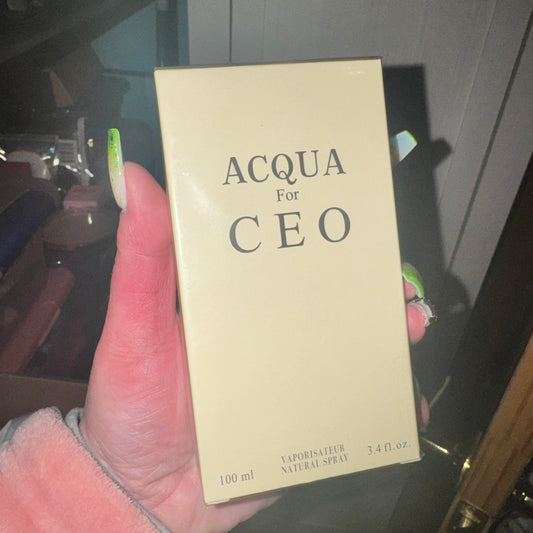 ACQUA
For
CEO
100 ml
VAPORISATEUR
NATURAL SPRAY
3.4 fl.oz.